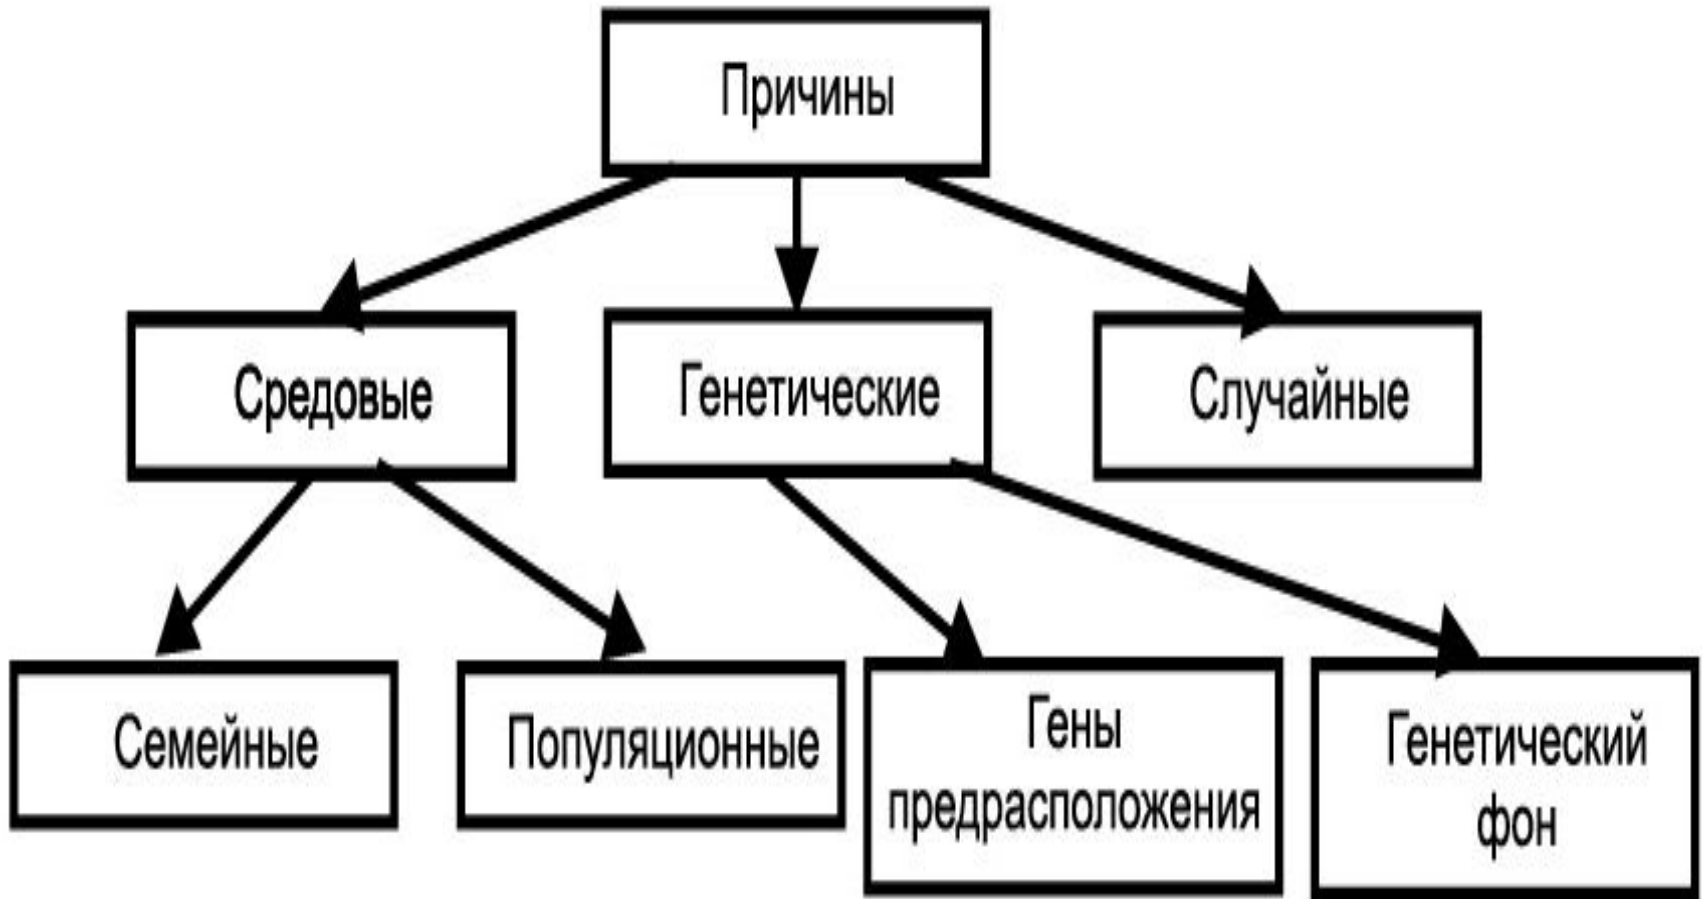 Причины
Средовые
Генетические
Случайные
Семейные
Популяционные
Гены
предрасположения
Генетический
фон